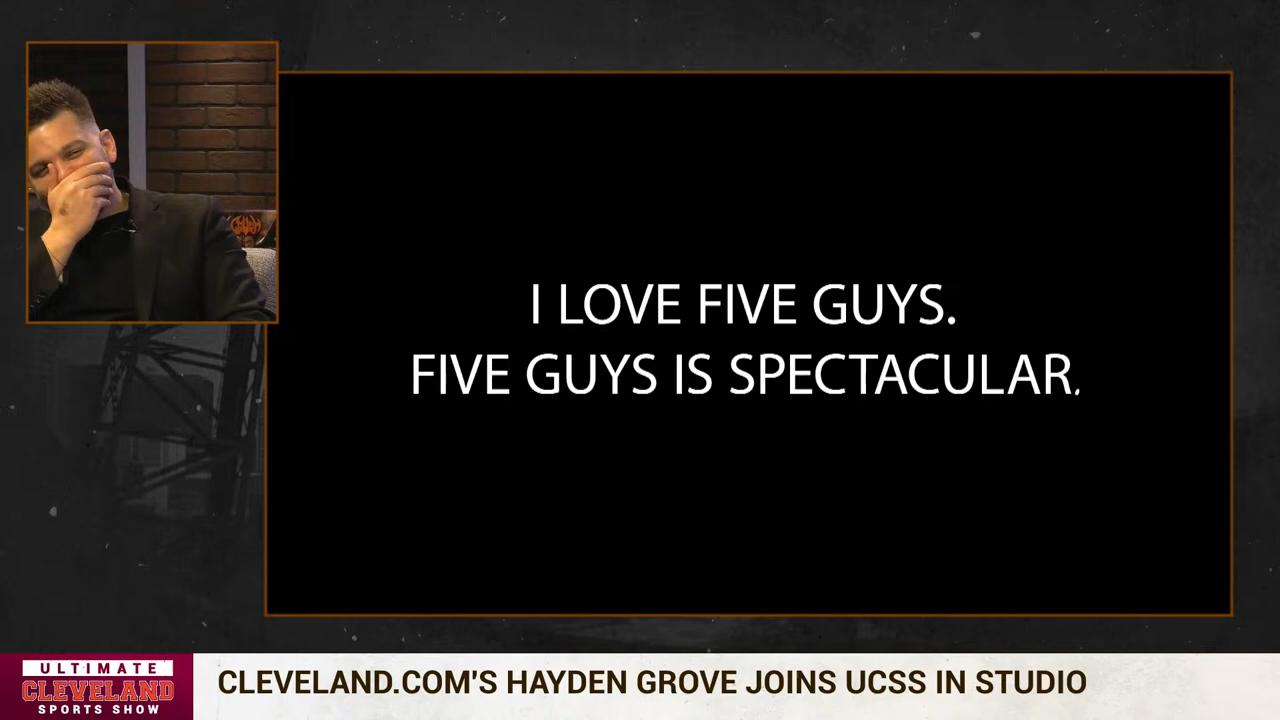 I LOVE FIVE GUYS.
FIVE GUYS IS SPECTACULAR.
ULTIMATE
CLEVELAND
SPORTS SHOW
CLEVELAND.COM'S HAYDEN GROVE JOINS UCSS IN STUDIO